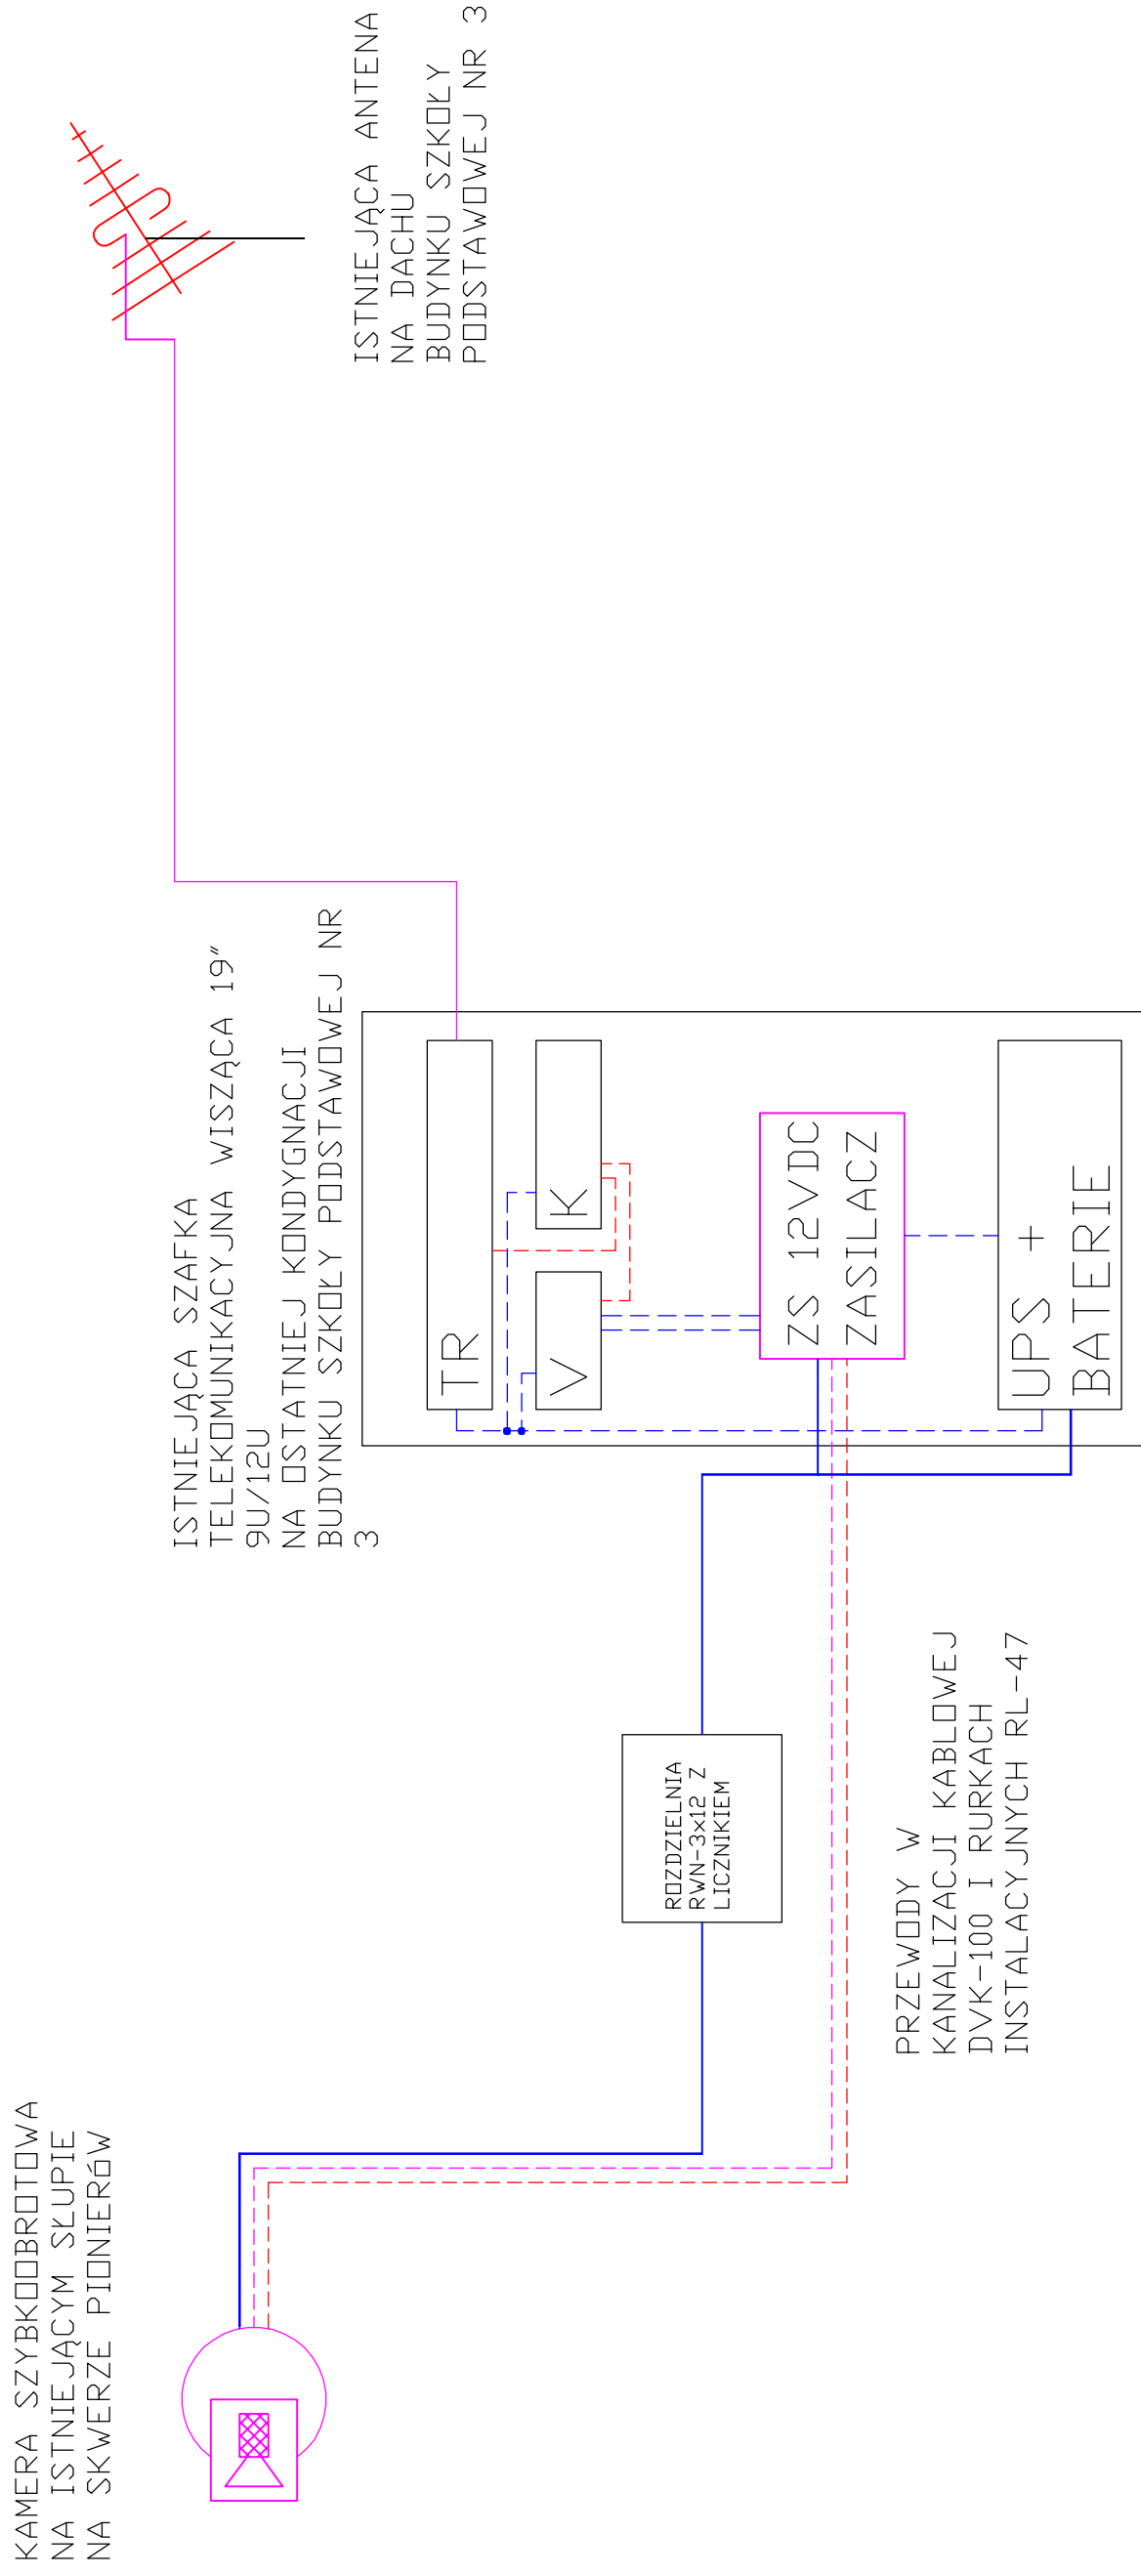 KAMERA SZYBKOOBROTOWA
NA ISTNIEJĄCYM SŁUPIE
NA SKWERZE PIONIERÓW
ISTNIEJĄCA SZAFKA
TELEKOMUNIKACYJNA WISZĄCA 19"
9U/12U
NA OSTATNIEJ KONDYGNACJI
BUDYNKU SZKOŁY PODSTAWOWEJ NR
3
ISTNIEJĄCA ANTENA
NA DACHU
BUDYNKU SZKOŁY
PODSTAWOWEJ NR 3
TR
V
K
ZS 12VDC
ZASILACZ
UPS +
BATERIE
ROZDZIELNIA
RWN-3x12 Z
LICZNIKIEM
PRZEWODY W
KANALIZACJI KABLOWEJ
DVK-100 I RURKACH
INSTALACYJNYCH RL-47